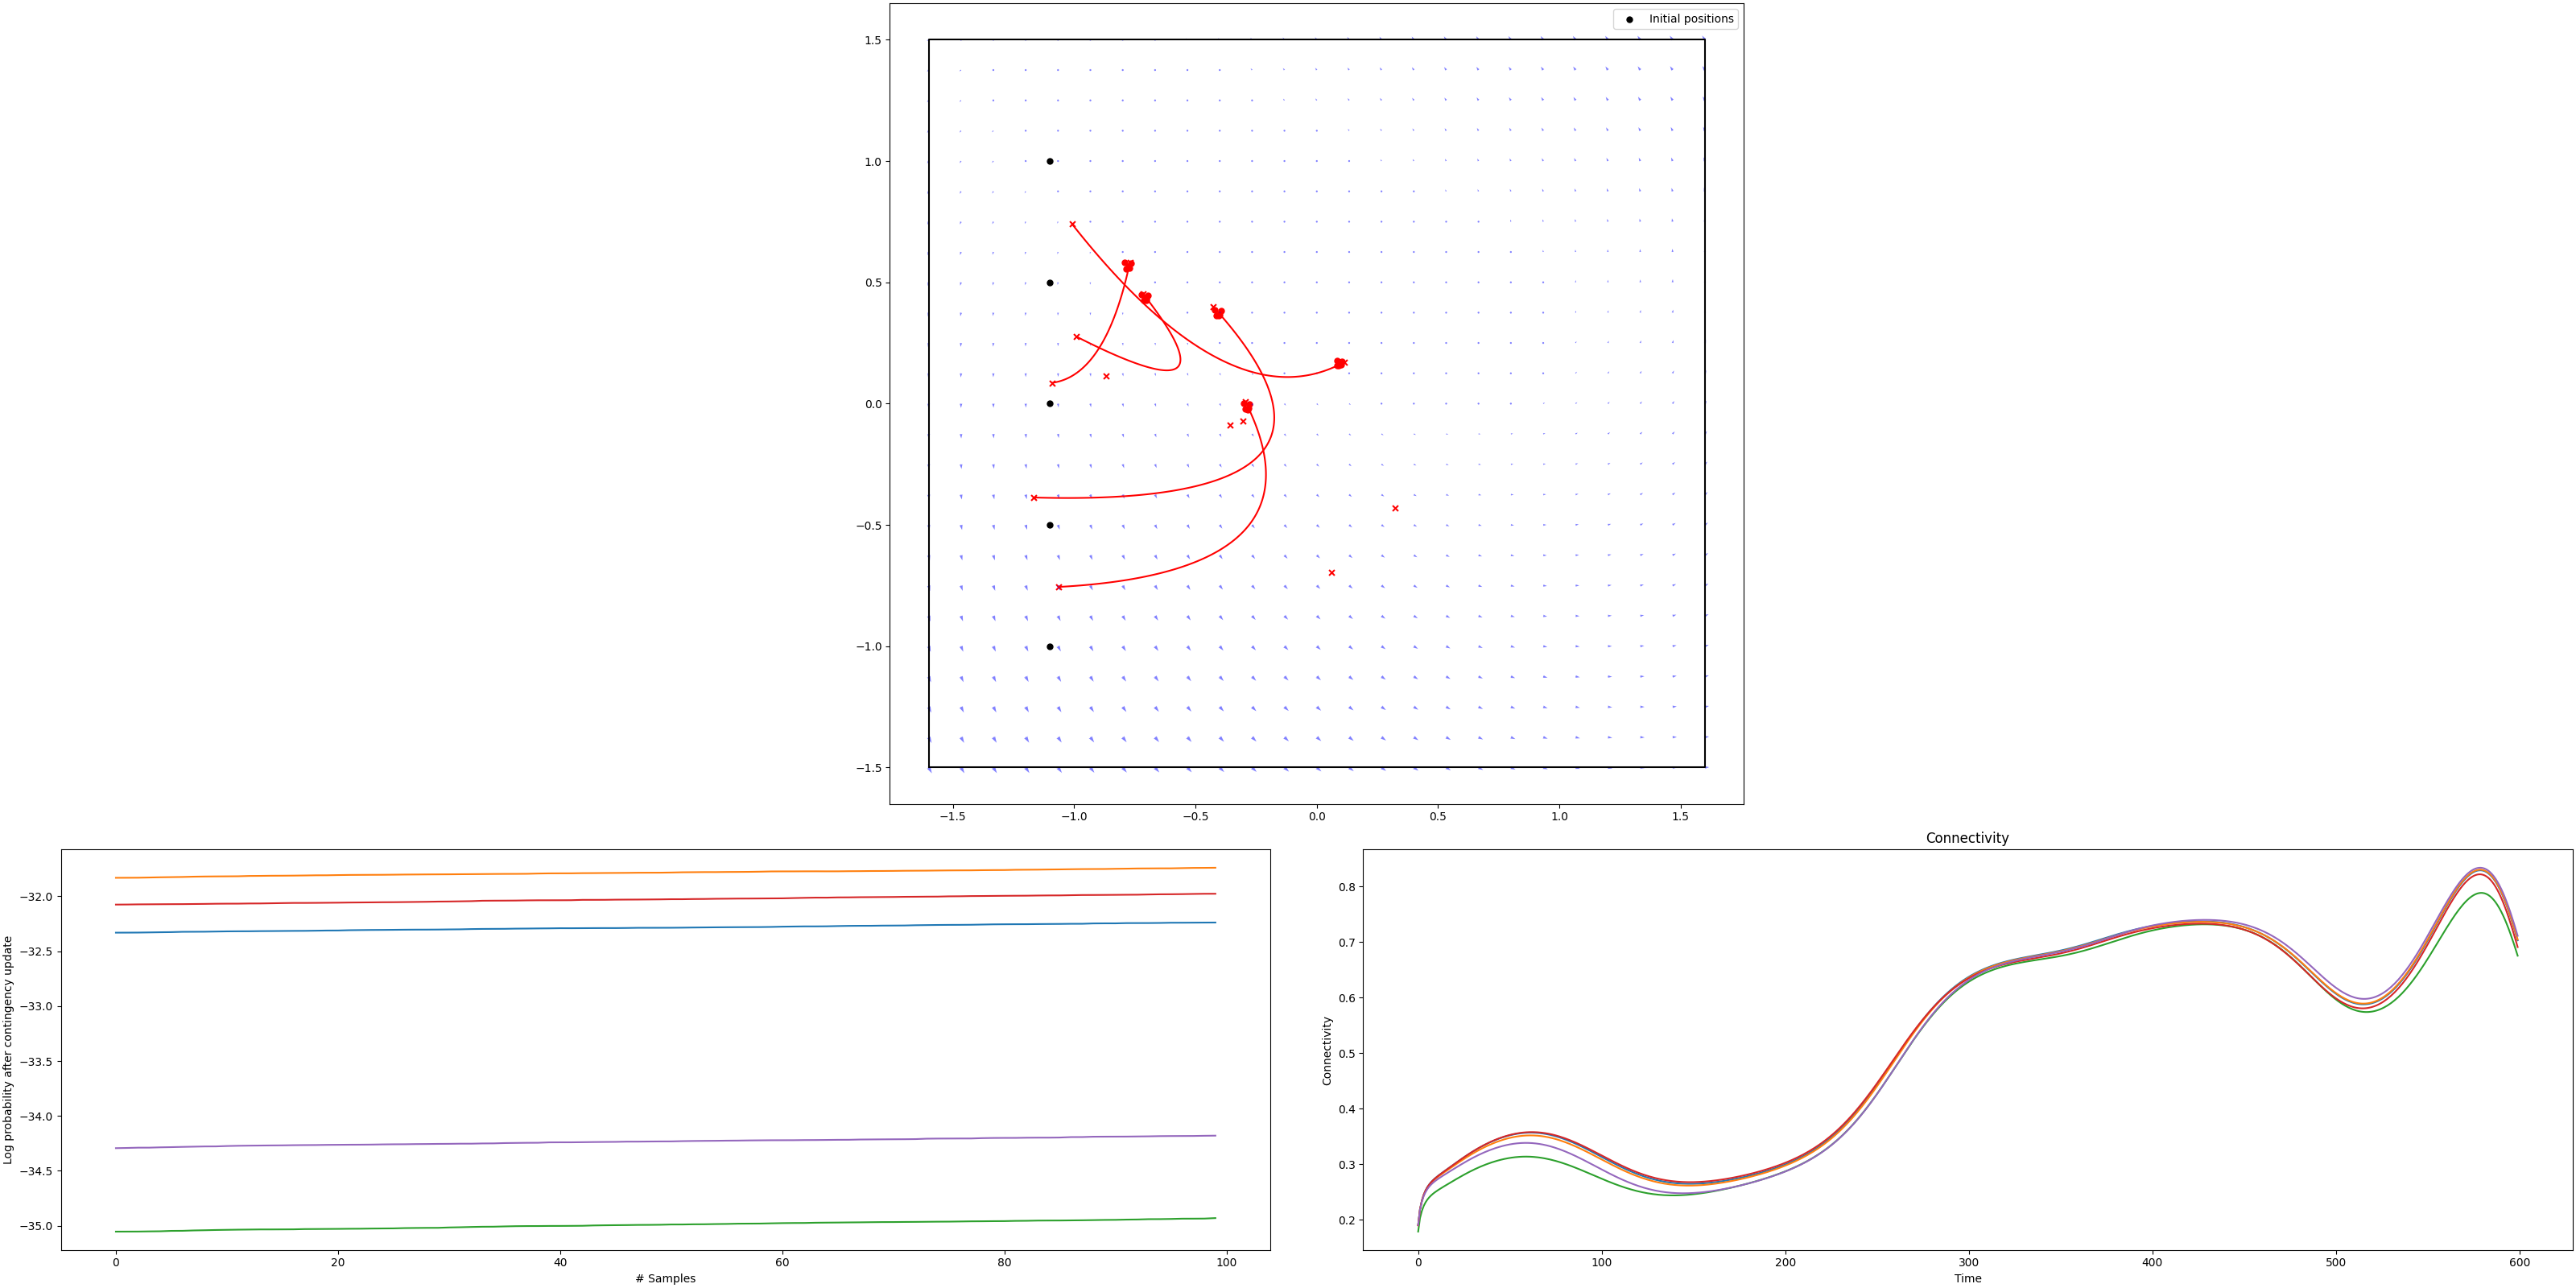 Initial positions
1.5
1.0
0.5
0.0
−0.5
−1.0
−1.5
−1.5 −1.0 −0.5 0.0 0.5 1.0 1.5
Log probability after contingency update
−32.0
−32.5
−33.0
−33.5
−34.0
−34.5
−35.0
0 20 40 60 80 100
# Samples
Connectivity
Connectivity
0.8
0.7
0.6
0.5
0.4
0.3
0.2
0 100 200 300 400 500 600
Time